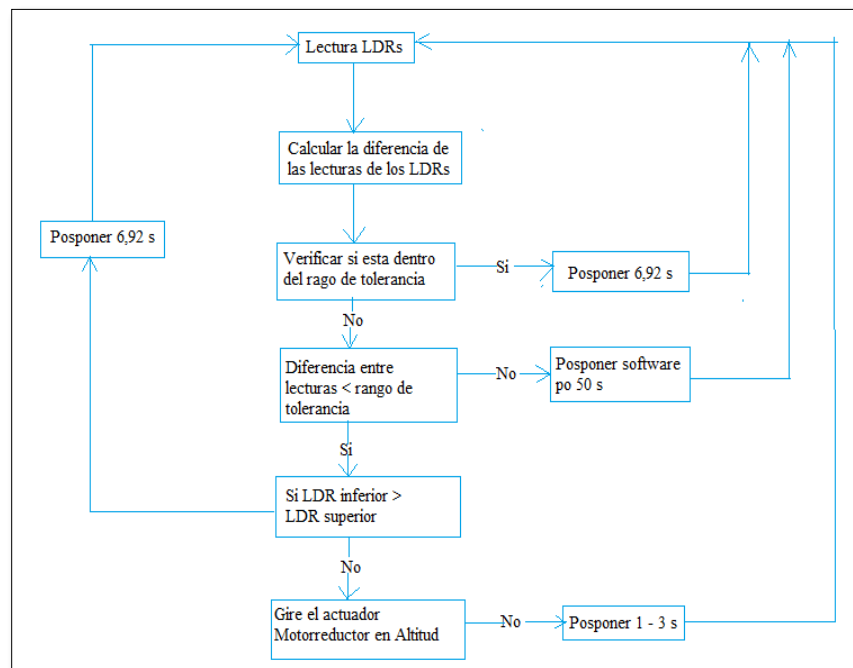 Lectura LDRs
Calcular la diferencia de
las lecturas de los LDRs
Posponer 6,92 s
Verificar si esta dentro
del rago de tolerancia
Si
Posponer 6,92 s
No
Diferencia entre
lecturas < rango de
tolerancia
No
Posponer software
po 50 s
Si
Si LDR inferior >
LDR superior
No
Gire el actuador
Motorreductor en Altitud
No
Posponer 1 - 3 s